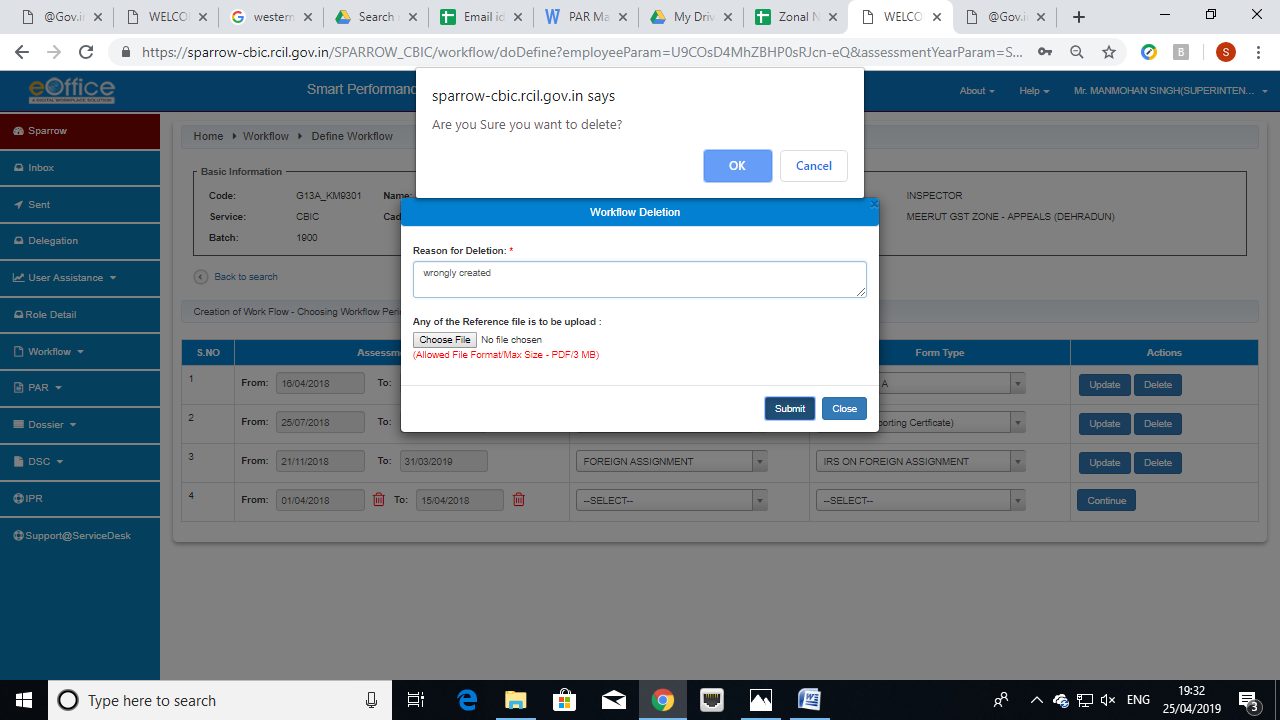 @Gov.i
WELCO
western
Search
Email id
PAR Ma
My Driv
Zonal N
WELCO
@Gov.i
https://sparrow-cbic.rcil.gov.in/SPARROW_CBIC/workflow/doDefine?employeeParam=U9COsD4MhZBHP0sRJcn-eQ&assessmentYearParam=S...
S
eOffice
A DIGITAL WORKPLACE SOLUTION
Smart Performanc
About
Help
Mr. MANMOHAN SINGH(SUPERINTEN...
sparrow-cbic.rcil.gov.in says
Are you Sure you want to delete?
OK
Cancel
Sparrow
Inbox
Sent
Delegation
User Assistance
Role Detail
Workflow
PAR
Dossier
DSC
IPR
Support@ServiceDesk
Home
Workflow
Define Workflow
Basic Information
Code: G13A_KM9301 Name: INSPECTOR
Service: CBIC Cad MEERUT GST ZONE - APPEALS (DEHRADUN)
Batch: 1900
Back to search
Creation of Work Flow - Choosing Workflow Peri
Workflow Deletion
Reason for Deletion: *
wrongly created
Any of the Reference file is to be upload :
Choose File No file chosen
(Allowed File Format/Max Size - PDF/3 MB)
Submit
Close
S.NO Assessm Form Type Actions
1 From: 16/04/2018 To: A Update Delete
2 From: 25/07/2018 To: porting Certficate) Update Delete
3 From: 21/11/2018 To: 31/03/2019 FOREIGN ASSIGNMENT IRS ON FOREIGN ASSIGNMENT Update Delete
4 From: 01/04/2018 To: 15/04/2018 --SELECT-- --SELECT-- Continue
Type here to search
ENG
19:32
25/04/2019
3